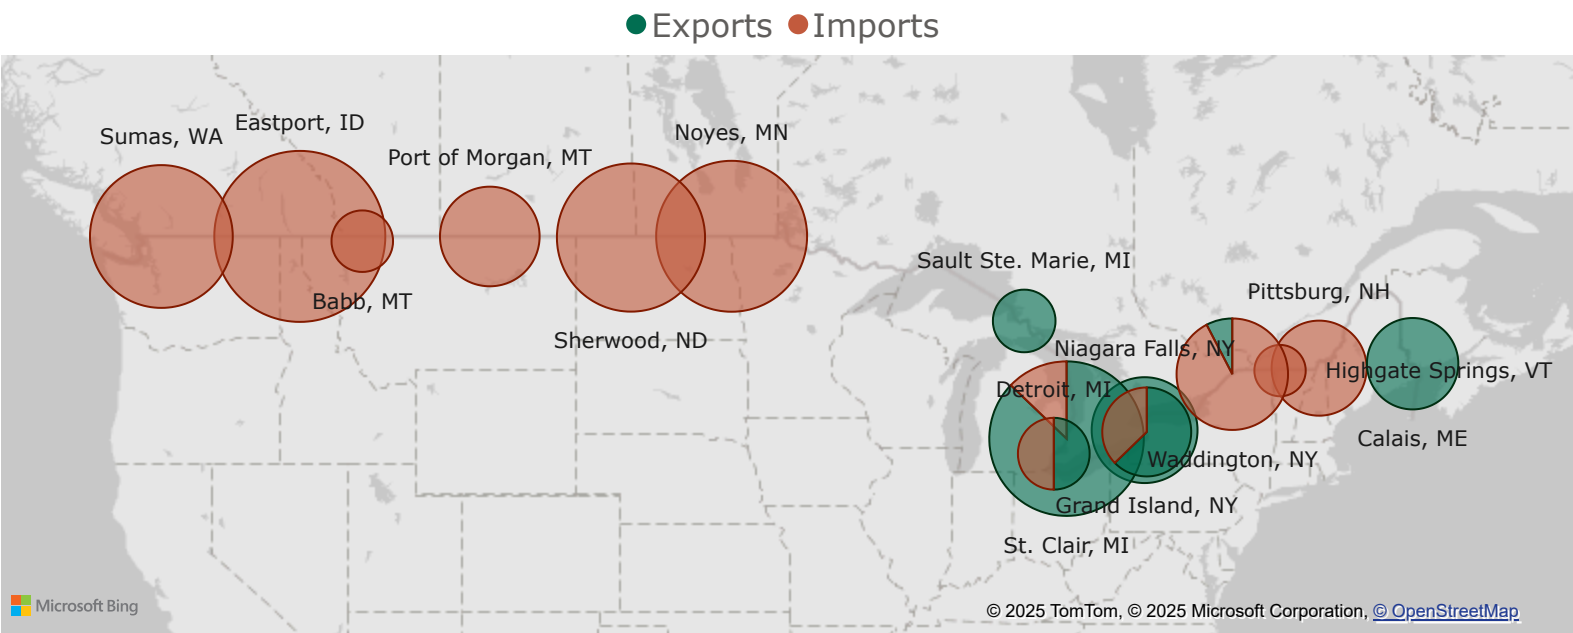 Exports Imports
Sumas, WA
Eastport, ID
Port of Morgan, MT
Noyes, MN
Babb, MT
Sherwood, ND
Sault Ste. Marie, MI
Pittsburg, NH
Niagara Falls, NY
Highgate Springs, VT
Detroit, MI
Calais, ME
Waddington, NY
Grand Island, NY
St. Clair, MI
Microsoft Bing
© 2025 TomTom, © 2025 Microsoft Corporation, © OpenStreetMap